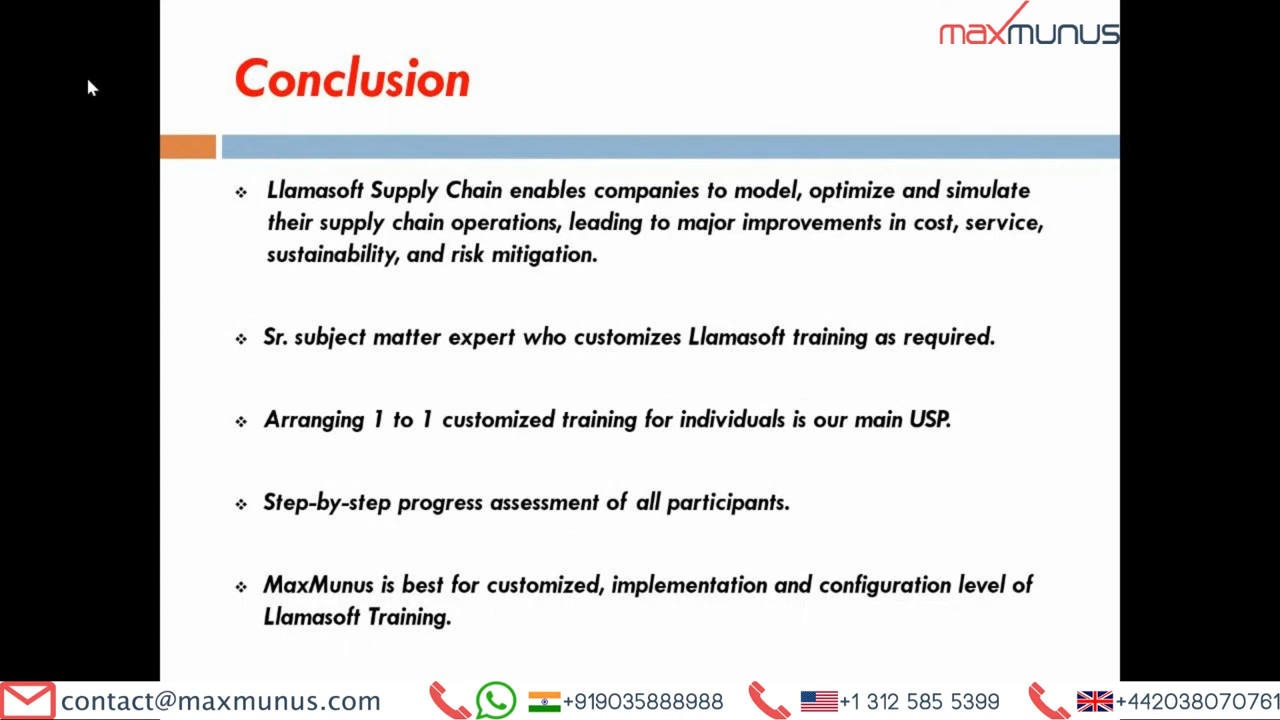 maxmunus
Conclusion
Llamasoft Supply Chain enables companies to model, optimize and simulate
their supply chain operations, leading to major improvements in cost, service,
sustainability, and risk mitigation.
Sr. subject matter expert who customizes Llamasoft training as required.
Arranging 1 to 1 customized training for individuals is our main USP.
Step-by-step progress assessment of all participants.
MaxMunus is best for customized, implementation and configuration level of
Llamasoft Training.
contact@maxmunus.com +919035888988 +1 312 585 5399 +442038070761